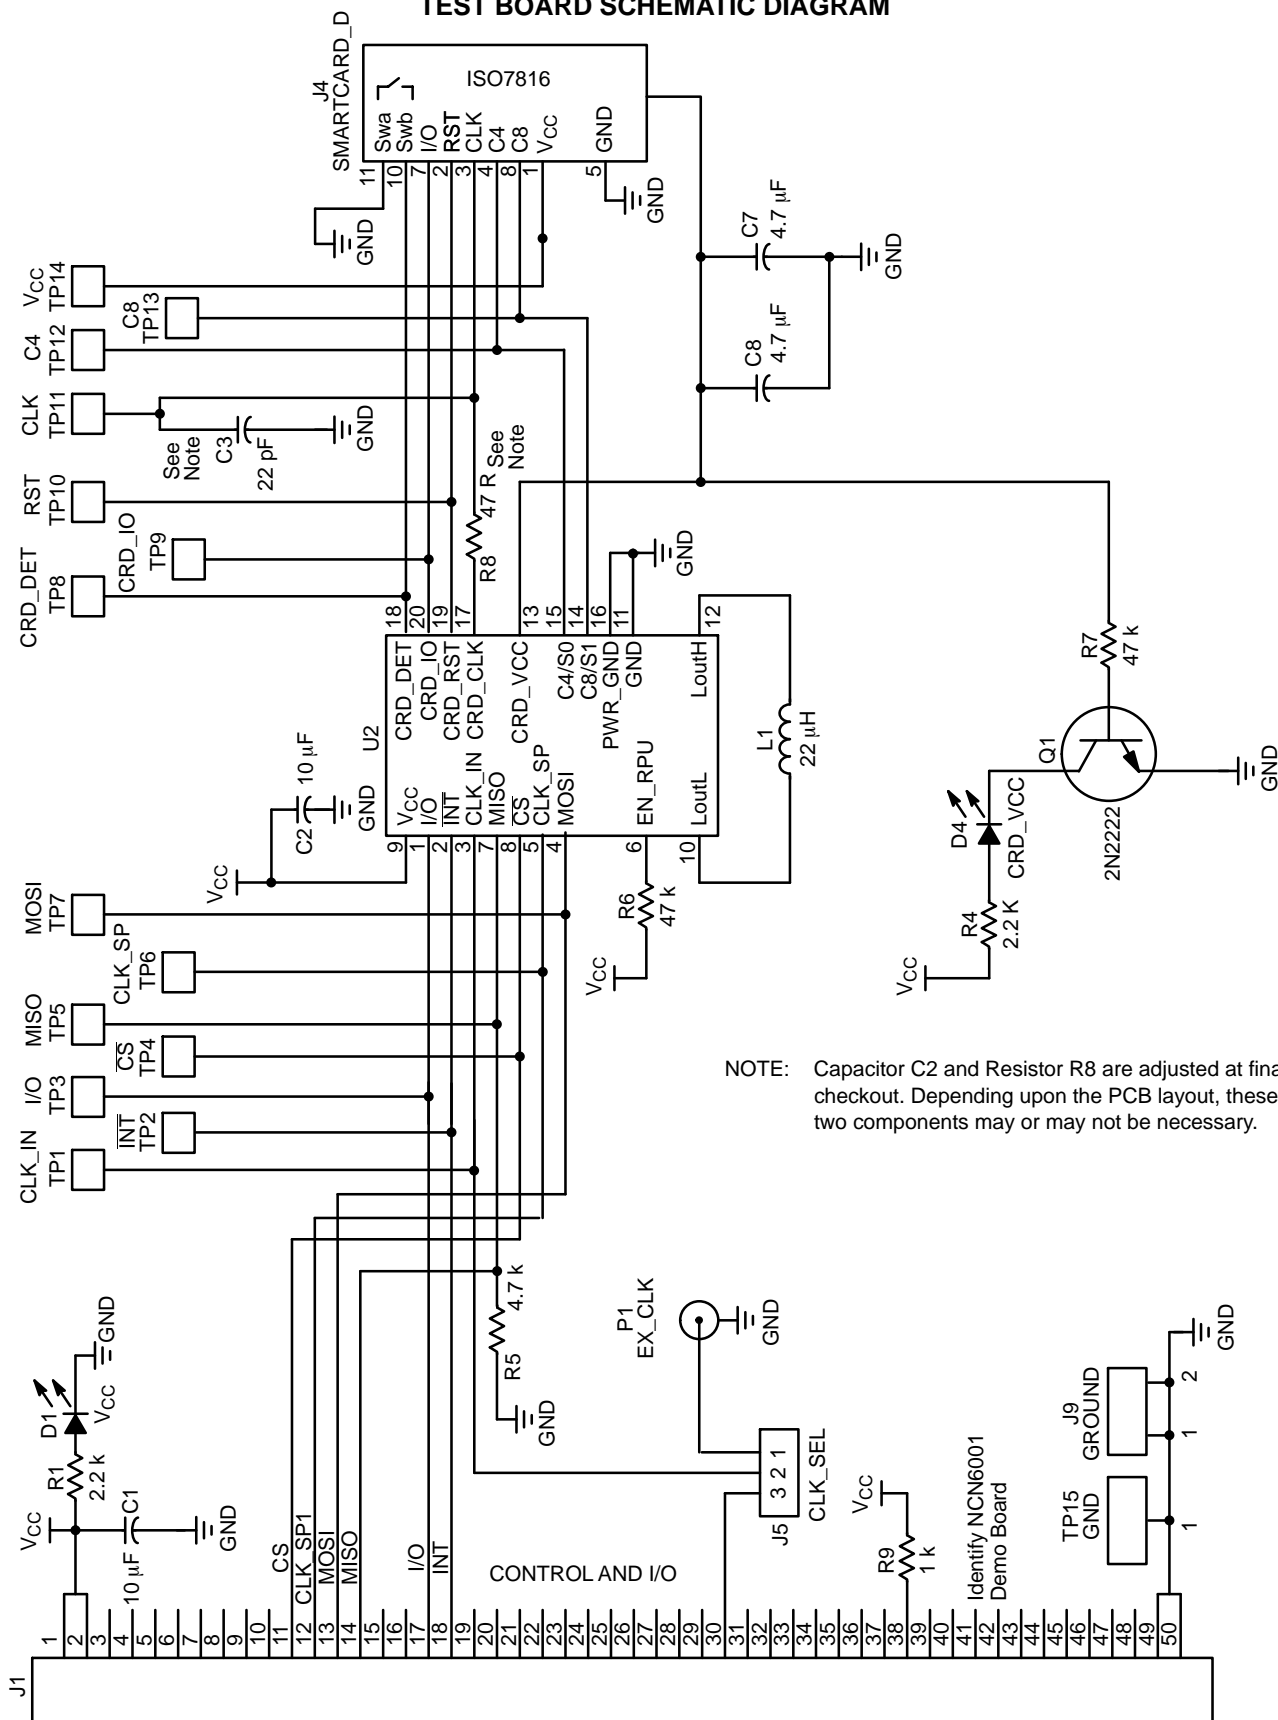 TEST BOARD SCHEMATIC DIAGRAM
J4
SMARTCARD_D
ISO7816
Swa
Swb
I/O
RST
CLK
C4
C8
VCC
GND
11
10
7
2
3
4
8
1
5
GND
GND
VCC
TP14
C8
TP13
C4
TP12
CLK
TP11
RST
TP10
CRD_IO
TP9
CRD_DET
TP8
See
Note
C3
22 pF
GND
R8
47 R
See
Note
C7
4.7 µF
C8
4.7 µF
GND
U2
18
20
19
17
13
15
14
16
11
12
CRD_DET
CRD_IO
CRD_RST
CRD_CLK
CRD_VCC
C4/S0
C8/S1
PWR_GND
GND
LoutH
GND
VCC
I/O
INT
CLK_IN
MISO
CS
CLK_SP
MOSI
EN_RPU
LoutL
9
1
2
3
7
8
5
4
6
10
C2
10 µF
GND
VCC
L1
22 µH
R6
47 k
VCC
R7
47 k
Q1
2N2222
GND
D4
CRD_VCC
R4
2.2 K
VCC
MOSI
TP7
CLK_SP
TP6
MISO
TP5
CS
TP4
I/O
TP3
INT
TP2
CLK_IN
TP1
NOTE: Capacitor C2 and Resistor R8 are adjusted at fina
checkout. Depending upon the PCB layout, these
two components may or may not be necessary.
R5
4.7 k
GND
P1
EX_CLK
GND
J5
3 2 1
CLK_SEL
VCC
R1
2.2 k
D1
VCC
GND
C1
10 µF
GND
CS
CLK_SP1
MOSI
MISO
I/O
INT
CONTROL AND I/O
VCC
R9
1 k
Identify NCN6001
Demo Board
TP15
GND
1
J9
GROUND
1
2
GND
J1
1
2
3
4
5
6
7
8
9
10
11
12
13
14
15
16
17
18
19
20
21
22
23
24
25
26
27
28
29
30
31
32
33
34
35
36
37
38
39
40
41
42
43
44
45
46
47
48
49
50